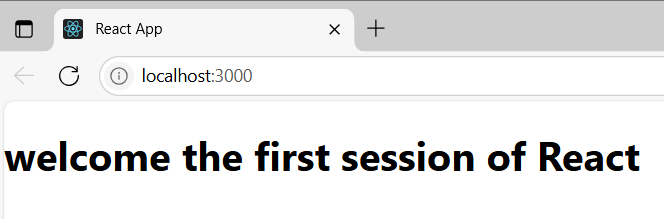 React App
localhost:3000
welcome the first session of React